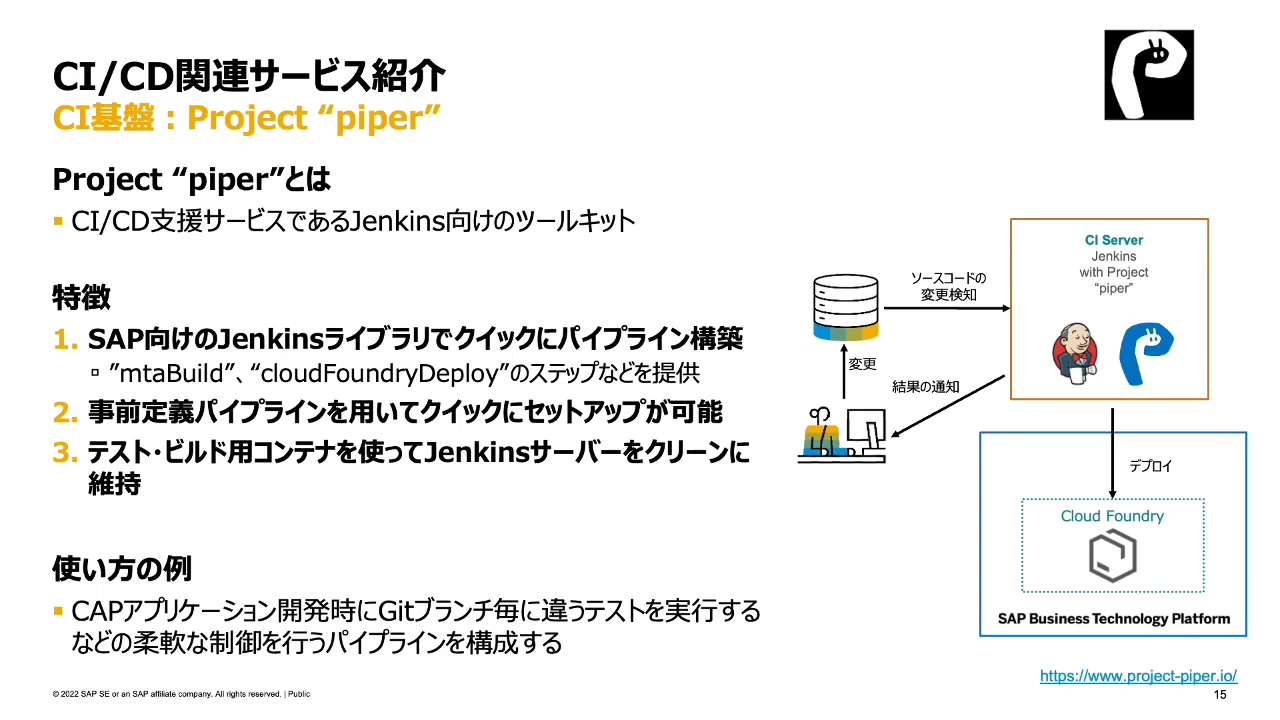 CI/CD関連サービス紹介
CI基盤：Project “piper”
Project “piper”とは
▪ CI/CD支援サービスであるJenkins向けのツールキット
特徴
1. SAP向けのJenkinsライブラリでクイックにパイプライン構築
▫ ”mtaBuild”、“cloudFoundryDeploy”のステップなどを提供
2. 事前定義パイプラインを用いてクイックにセットアップが可能
3. テスト・ビルド用コンテナを使ってJenkinsサーバーをクリーンに
維持
使い方の例
▪ CAPアプリケーション開発時にGitブランチ毎に違うテストを実行する
などの柔軟な制御を行うパイプラインを構成する
ソースコードの
変更検知
CI Server
Jenkins
with Project
“piper”
変更
結果の通知
デプロイ
Cloud Foundry
SAP Business Technology Platform
https://www.project-piper.io/
© 2022 SAP SE or an SAP affiliate company. All rights reserved. | Public
15